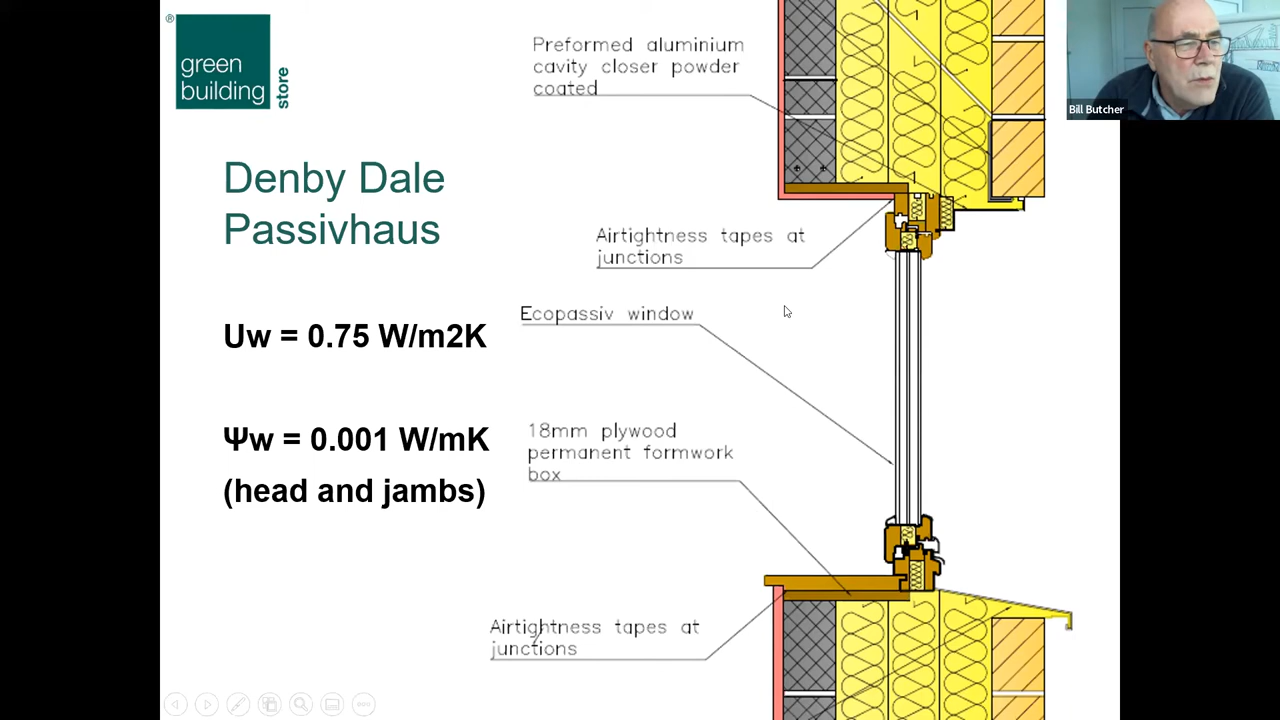 ®
green
building
store
Denby Dale
Passivhaus
Uw = 0.75 W/m2K
Ψw = 0.001 W/mK
(head and jambs)
Preformed aluminium
cavity closer powder
coated
Airtightness tapes at
junctions
Ecopassiv window
18mm plywood
permanent formwork
box
Airtightness tapes at
junctions
Bill Butcher